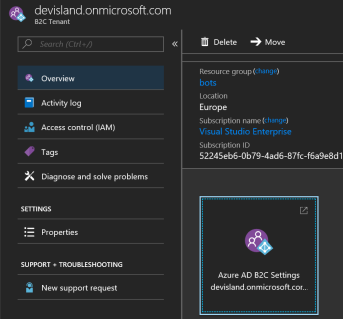 devisland.onmicrosoft.com
B2C Tenant
Search (Ctrl+/)
«
Delete
Move
Overview
Activity log
Access control (IAM)
Tags
Diagnose and solve problems
SETTINGS
Properties
SUPPORT + TROUBLESHOOTING
New support request
Resource group (change)
bots
Location
Europe
Subscription name (change)
Visual Studio Enterprise
Subscription ID
52245eb6-0b79-4ad6-87fc-f6a9e8d1
Azure AD B2C Settings
devisland.onmicrosoft.co...